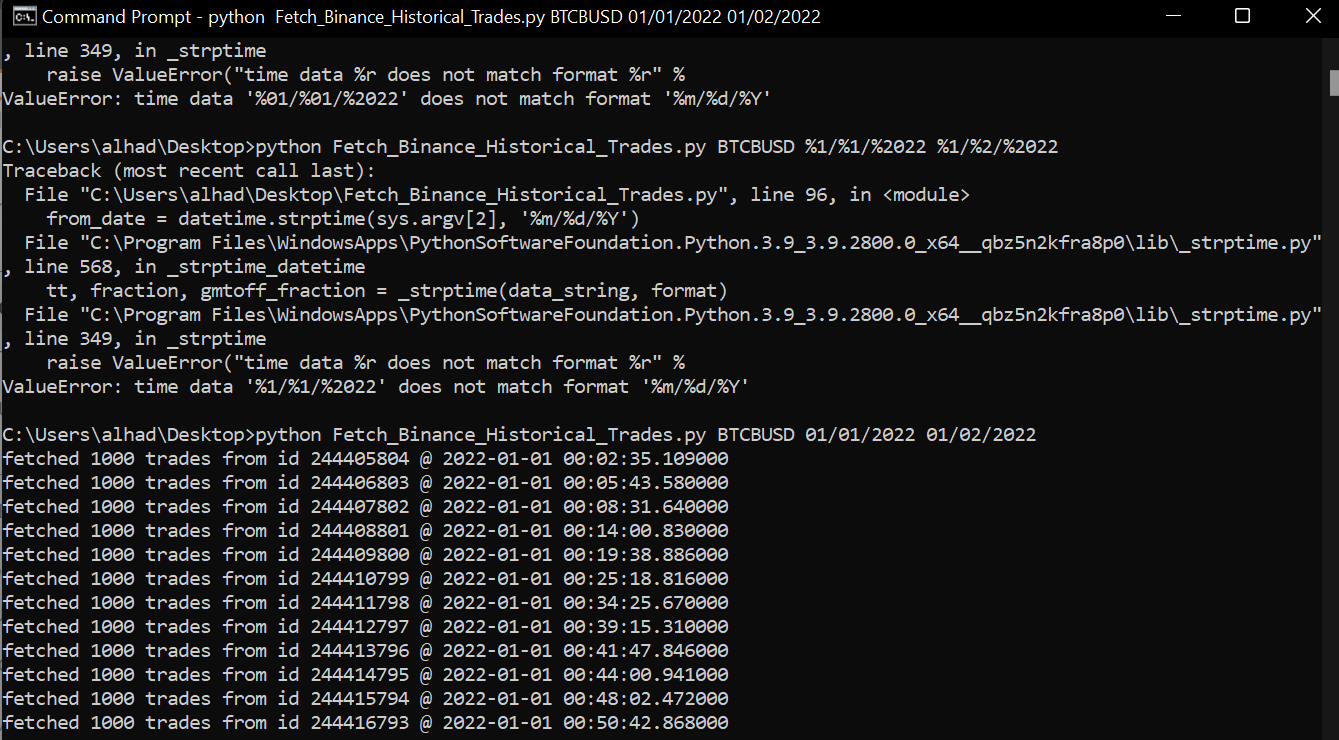 Command Prompt - python  Fetch_Binance_Historical_Trades.py BTCBUSD 01/01/2022 01/02/2022
, line 349, in _strptime
    raise ValueError("time data %r does not match format %r" %
ValueError: time data '%01/%01/%2022' does not match format '%m/%d/%Y'
C:\Users\alhad\Desktop>python Fetch_Binance_Historical_Trades.py BTCBUSD %1/%1/%2022 %1/%2/%2022
Traceback (most recent call last):
  File "C:\Users\alhad\Desktop\Fetch_Binance_Historical_Trades.py", line 96, in <module>
    from_date = datetime.strptime(sys.argv[2], '%m/%d/%Y')
  File "C:\Program Files\WindowsApps\PythonSoftwareFoundation.Python.3.9_3.9.2800.0_x64__qbz5n2kfra8p0\lib\_strptime.py"
, line 568, in _strptime_datetime
    tt, fraction, gmtoff_fraction = _strptime(data_string, format)
  File "C:\Program Files\WindowsApps\PythonSoftwareFoundation.Python.3.9_3.9.2800.0_x64__qbz5n2kfra8p0\lib\_strptime.py"
, line 349, in _strptime
    raise ValueError("time data %r does not match format %r" %
ValueError: time data '%1/%1/%2022' does not match format '%m/%d/%Y'
C:\Users\alhad\Desktop>python Fetch_Binance_Historical_Trades.py BTCBUSD 01/01/2022 01/02/2022
fetched 1000 trades from id 244405804 @ 2022-01-01 00:02:35.109000
fetched 1000 trades from id 244406803 @ 2022-01-01 00:05:43.580000
fetched 1000 trades from id 244407802 @ 2022-01-01 00:08:31.640000
fetched 1000 trades from id 244408801 @ 2022-01-01 00:14:00.830000
fetched 1000 trades from id 244409800 @ 2022-01-01 00:19:38.886000
fetched 1000 trades from id 244410799 @ 2022-01-01 00:25:18.816000
fetched 1000 trades from id 244411798 @ 2022-01-01 00:34:25.670000
fetched 1000 trades from id 244412797 @ 2022-01-01 00:39:15.310000
fetched 1000 trades from id 244413796 @ 2022-01-01 00:41:47.846000
fetched 1000 trades from id 244414795 @ 2022-01-01 00:44:00.941000
fetched 1000 trades from id 244415794 @ 2022-01-01 00:48:02.472000
fetched 1000 trades from id 244416793 @ 2022-01-01 00:50:42.868000